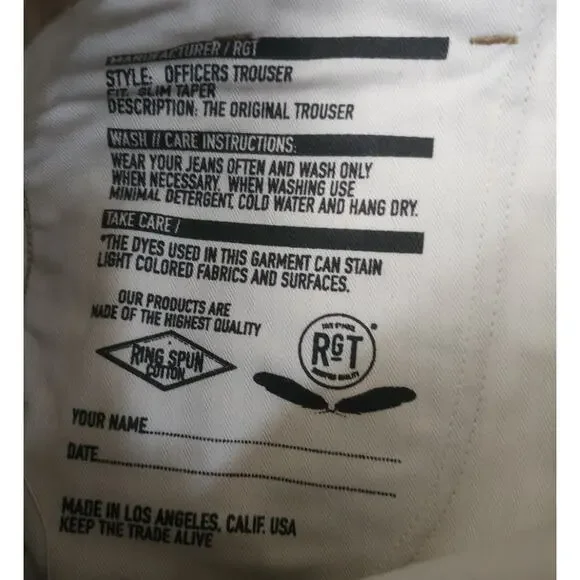 MANUFACTURER / RGT
STYLE: OFFICERS TROUSER
FIT. SLIM TAPER
DESCRIPTION: THE ORIGINAL TROUSER
WASH // CARE INSTRUCTIONS:
WEAR YOUR JEANS OFTEN AND WASH ONLY
WHEN NECESSARY. WHEN WASHING USE
MINIMAL DETERGENT, COLD WATER AND HANG DRY.
TAKE CARE /
*THE DYES USED IN THIS GARMENT CAN STAIN
LIGHT COLORED FABRICS AND SURFACES.
OUR PRODUCTS ARE
MADE OF THE HIGHEST QUALITY
RING SPUN
COTTON
RGT
QUALITY
YOUR NAME
DATE
MADE IN LOS ANGELES. CALIF. USA
KEEP THE TRADE ALIVE